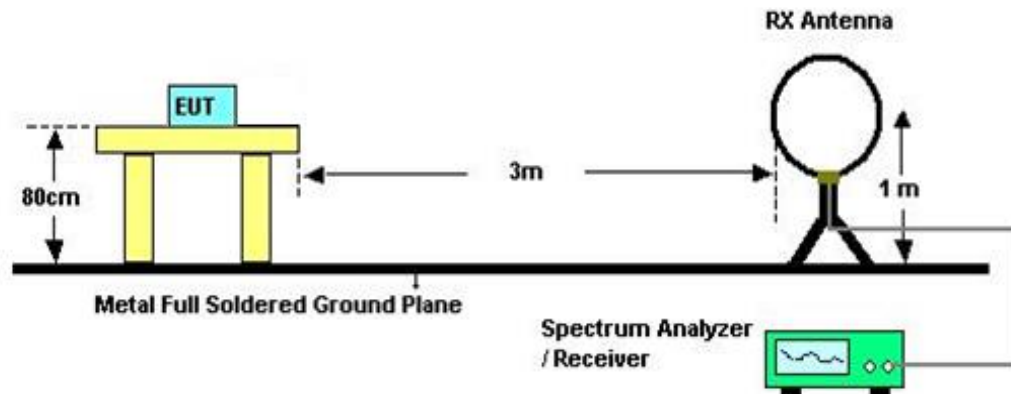 RX Antenna
EUT
80cm
3m
1 m
Metal Full Soldered Ground Plane
Spectrum Analyzer
/ Receiver